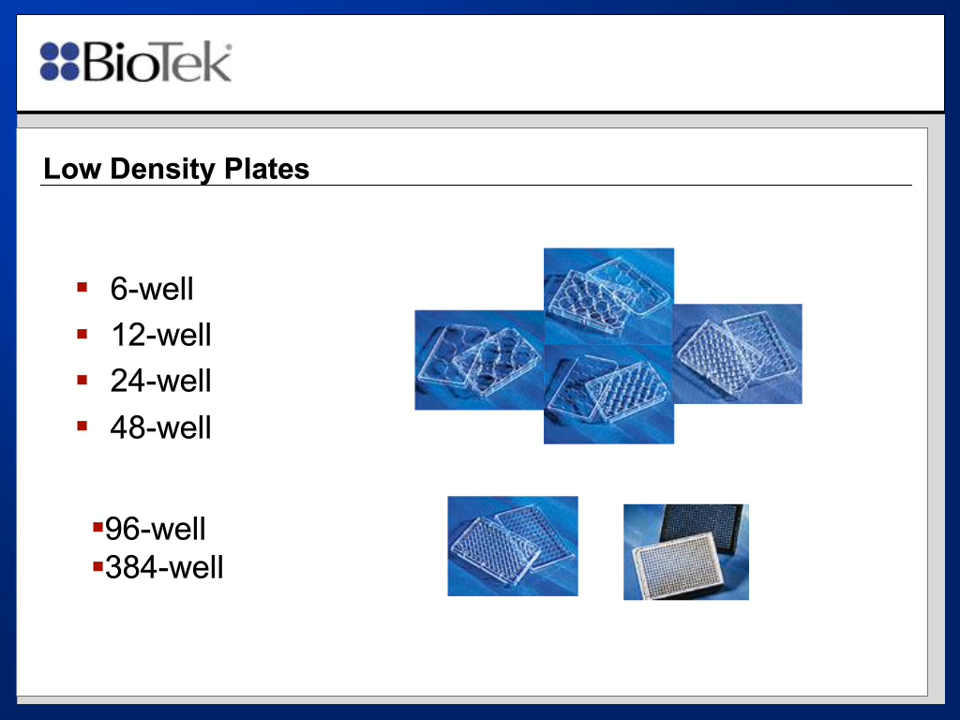 BioTek®
Low Density Plates
▪ 6-well
▪ 12-well
▪ 24-well
▪ 48-well
▪96-well
▪384-well